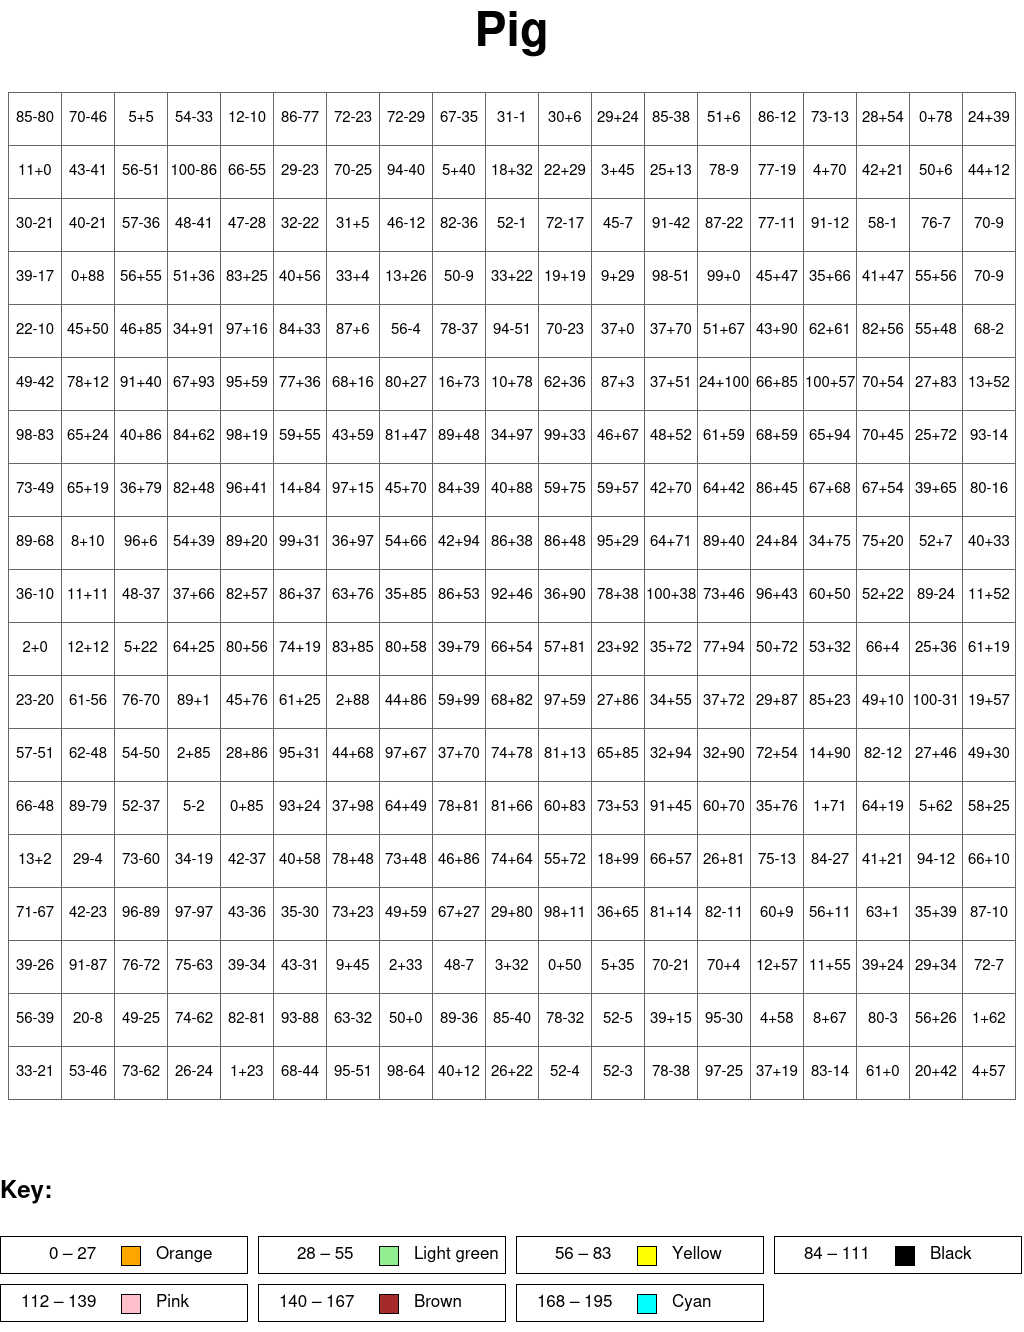 Pig
85-80 70-46 5+5 54-33 12-10 86-77 72-23 72-29 67-35 31-1 30+6 29+24 85-38 51+6 86-12 73-13 28+54 0+78 24+39
11+0 43-41 56-51 100-86 66-55 29-23 70-25 94-40 5+40 18+32 22+29 3+45 25+13 78-9 77-19 4+70 42+21 50+6 44+12
30-21 40-21 57-36 48-41 47-28 32-22 31+5 46-12 82-36 52-1 72-17 45-7 91-42 87-22 77-11 91-12 58-1 76-7 70-9
39-17 0+88 56+55 51+36 83+25 40+56 33+4 13+26 50-9 33+22 19+19 9+29 98-51 99+0 45+47 35+66 41+47 55+56 70-9
22-10 45+50 46+85 34+91 97+16 84+33 87+6 56-4 78-37 94-51 70-23 37+0 37+70 51+67 43+90 62+61 82+56 55+48 68-2
49-42 78+12 91+40 67+93 95+59 77+36 68+16 80+27 16+73 10+78 62+36 87+3 37+51 24+100 66+85 100+57 70+54 27+83 13+52
98-83 65+24 40+86 84+62 98+19 59+55 43+59 81+47 89+48 34+97 99+33 46+67 48+52 61+59 68+59 65+94 70+45 25+72 93-14
73-49 65+19 36+79 82+48 96+41 14+84 97+15 45+70 84+39 40+88 59+75 59+57 42+70 64+42 86+45 67+68 67+54 39+65 80-16
89-68 8+10 96+6 54+39 89+20 99+31 36+97 54+66 42+94 86+38 86+48 95+29 64+71 89+40 24+84 34+75 75+20 52+7 40+33
36-10 11+11 48-37 37+66 82+57 86+37 63+76 35+85 86+53 92+46 36+90 78+38 100+38 73+46 96+43 60+50 52+22 89-24 11+52
2+0 12+12 5+22 64+25 80+56 74+19 83+85 80+58 39+79 66+54 57+81 23+92 35+72 77+94 50+72 53+32 66+4 25+36 61+19
23-20 61-56 76-70 89+1 45+76 61+25 2+88 44+86 59+99 68+82 97+59 27+86 34+55 37+72 29+87 85+23 49+10 100-31 19+57
57-51 62-48 54-50 2+85 28+86 95+31 44+68 97+67 37+70 74+78 81+13 65+85 32+94 32+90 72+54 14+90 82-12 27+46 49+30
66-48 89-79 52-37 5-2 0+85 93+24 37+98 64+49 78+81 81+66 60+83 73+53 91+45 60+70 35+76 1+71 64+19 5+62 58+25
13+2 29-4 73-60 34-19 42-37 40+58 78+48 73+48 46+86 74+64 55+72 18+99 66+57 26+81 75-13 84-27 41+21 94-12 66+10
71-67 42-23 96-89 97-97 43-36 35-30 73+23 49+59 67+27 29+80 98+11 36+65 81+14 82-11 60+9 56+11 63+1 35+39 87-10
39-26 91-87 76-72 75-63 39-34 43-31 9+45 2+33 48-7 3+32 0+50 5+35 70-21 70+4 12+57 11+55 39+24 29+34 72-7
56-39 20-8 49-25 74-62 82-81 93-88 63-32 50+0 89-36 85-40 78-32 52-5 39+15 95-30 4+58 8+67 80-3 56+26 1+62
33-21 53-46 73-62 26-24 1+23 68-44 95-51 98-64 40+12 26+22 52-4 52-3 78-38 97-25 37+19 83-14 61+0 20+42 4+57
Key:
0 – 27 Orange 28 – 55 Light green 56 – 83 Yellow 84 – 111 Black
112 – 139 Pink 140 – 167 Brown 168 – 195 Cyan